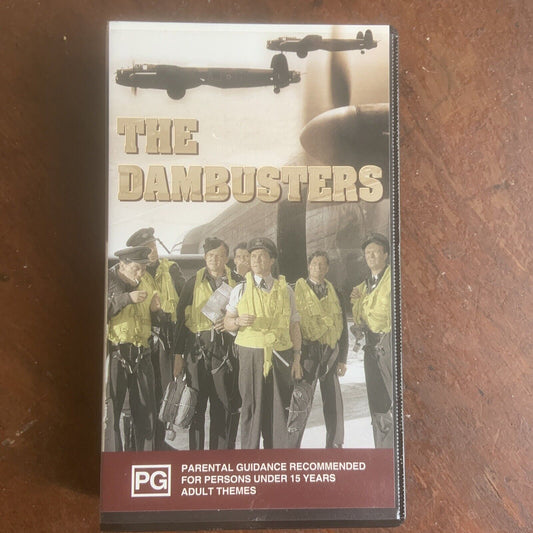 THE
DAMBUSTERS
PG
PARENTAL GUIDANCE RECOMMENDED
FOR PERSONS UNDER 15 YEARS
ADULT THEMES